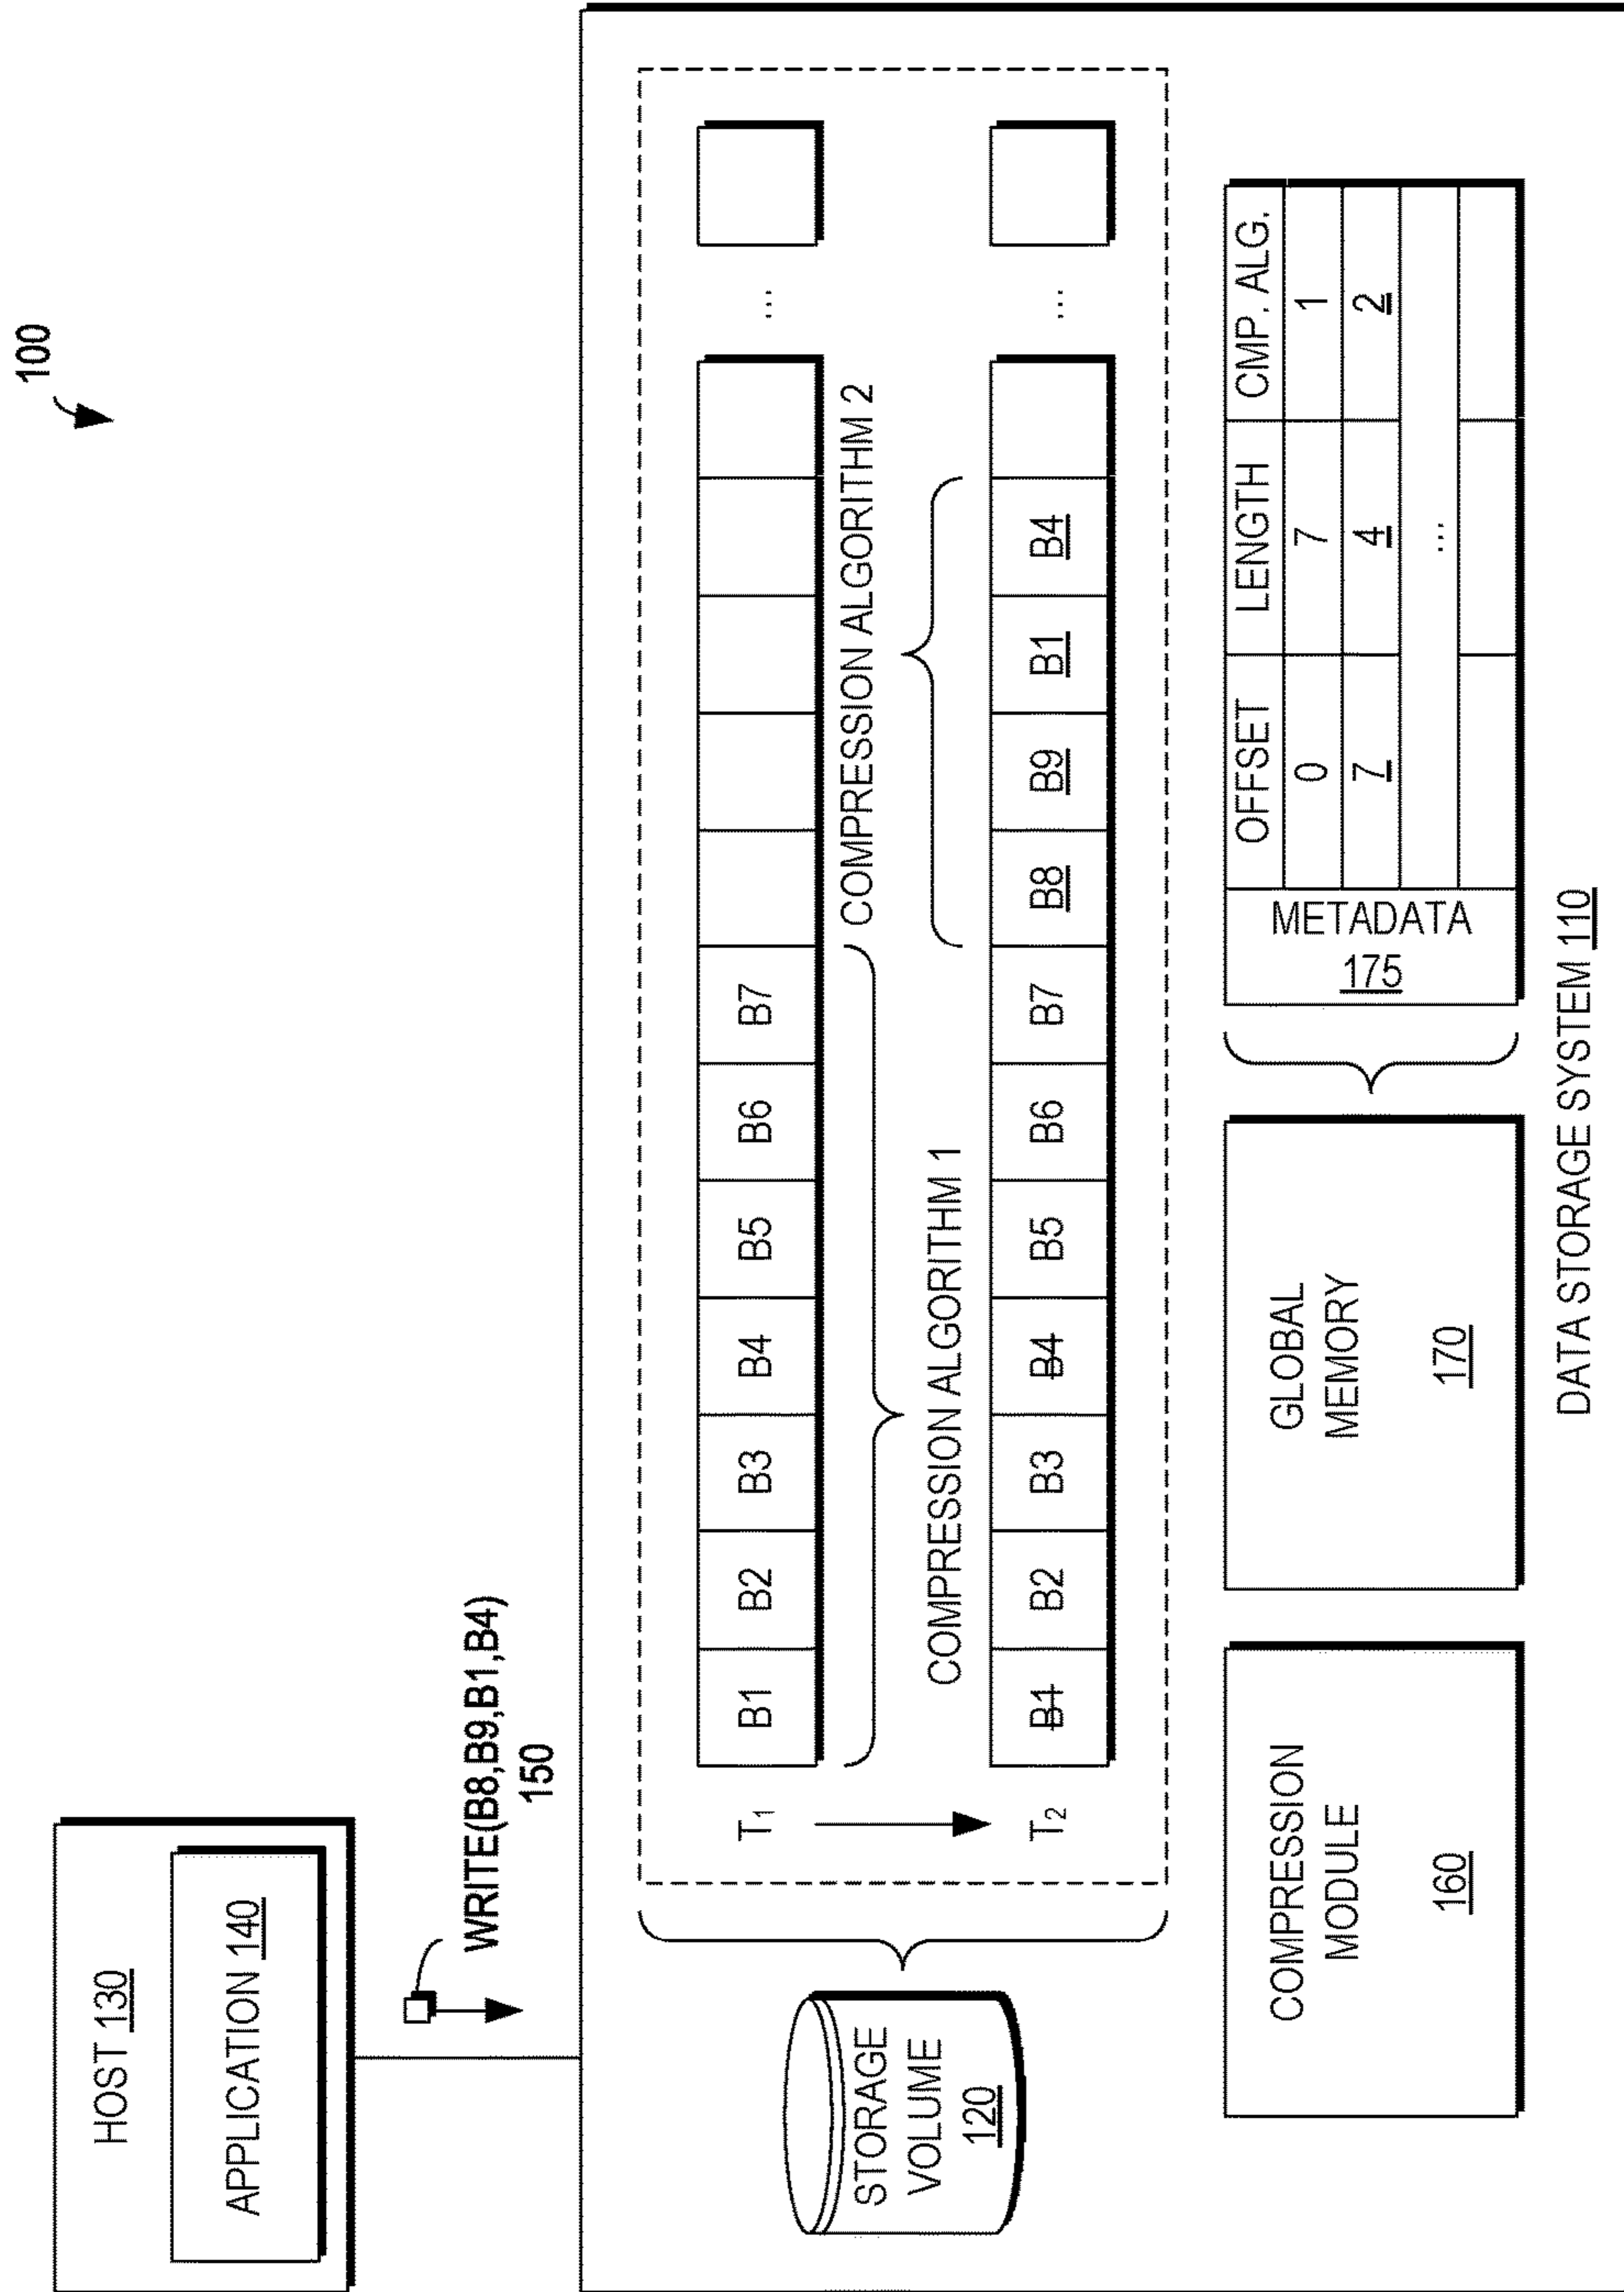 100
HOST 130
APPLICATION 140
WRITE(B8,B9,B1,B4)
150
STORAGE
VOLUME
120
T1 B1 B2 B3 B4 B5 B6 B7 ...
COMPRESSION ALGORITHM 2
COMPRESSION ALGORITHM 1
T2 B1 B2 B3 B4 B5 B6 B7 B8 B9 B1 B4 ...
COMPRESSION
MODULE
160
GLOBAL
MEMORY
170
METADATA
175
OFFSET LENGTH CMP. ALG.
0 7 1
7 4 2
...
DATA STORAGE SYSTEM 110